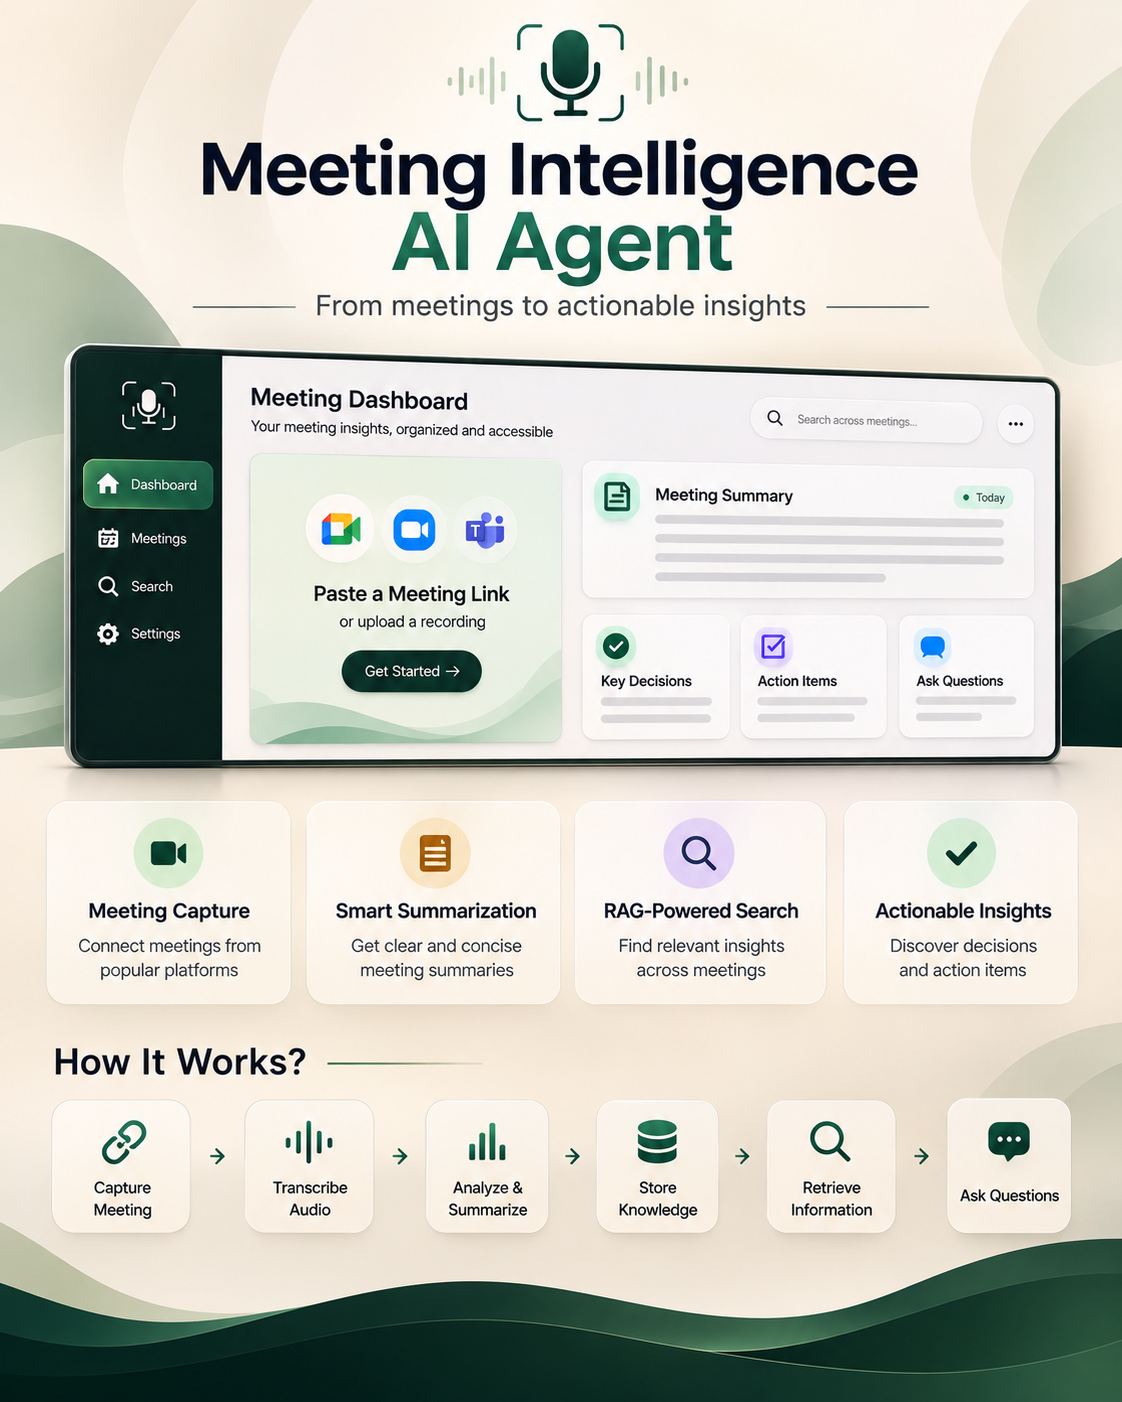 Meeting Intelligence
AI Agent
From meetings to actionable insights
Dashboard
Meetings
Search
Settings
Meeting Dashboard
Your meeting insights, organized and accessible
Search across meetings...
T
Paste a Meeting Link
or upload a recording
Get Started →
Meeting Summary
Today
Key Decisions
Action Items
Ask Questions
Meeting Capture
Connect meetings from
popular platforms
Smart Summarization
Get clear and concise
meeting summaries
RAG-Powered Search
Find relevant insights
across meetings
Actionable Insights
Discover decisions
and action items
How It Works?
Capture
Meeting
Transcribe
Audio
Analyze &
Summarize
Store
Knowledge
Retrieve
Information
Ask Questions